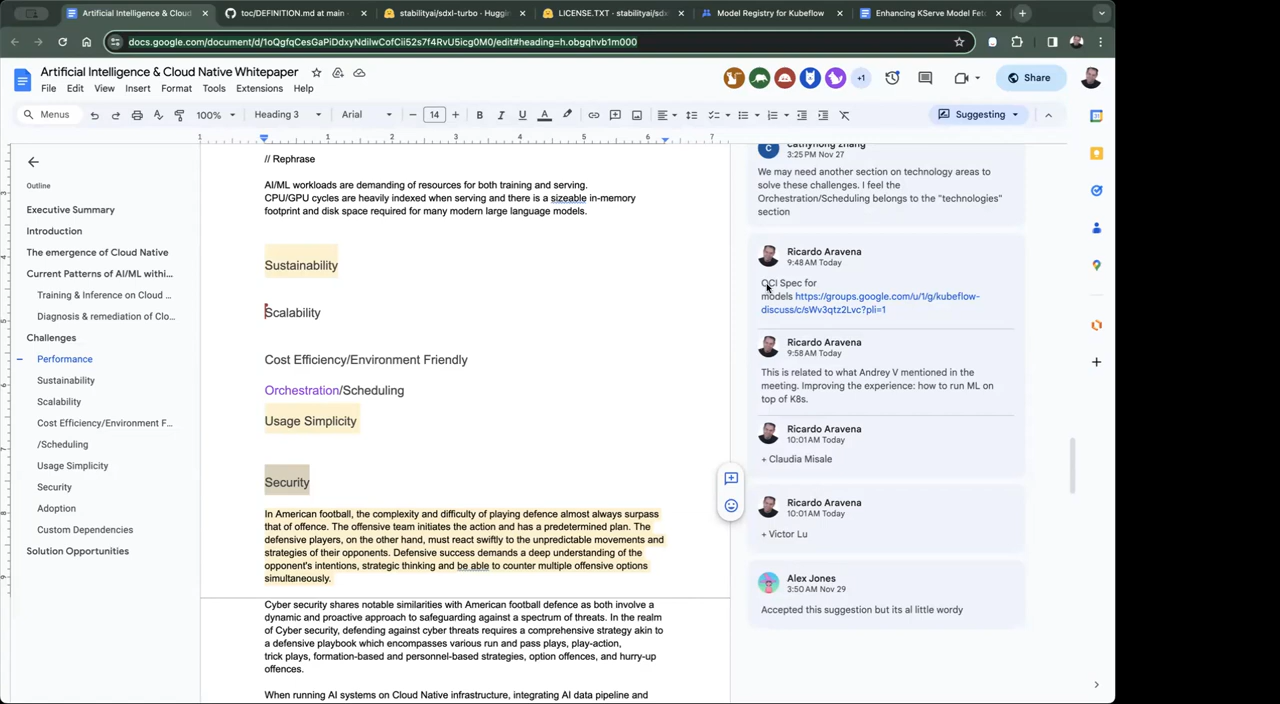 Artificial Intelligence & Cloud
toc/DEFINITION.md at main
stabilityai/sdxl-turbo · Huggi
LICENSE.TXT · stabilityai/sdx
Model Registry for Kubeflow
Enhancing KServe Model Fet
docs.google.com/document/d/1oQgfqCesGaPiDdxyNdilwCofCii52s7f4RvU5icg0M0/edit#heading=h.obgqhvb1m000
Artificial Intelligence & Cloud Native Whitepaper
File Edit View Insert Format Tools Extensions Help
+1
Share
Menus
100%
Heading 3
Arial
14
B I U A
Suggesting
1 1 2 3 4 5 6 7
Outline
Executive Summary
Introduction
The emergence of Cloud Native
Current Patterns of AI/ML withi...
Training & Inference on Cloud ...
Diagnosis & remediation of Clo...
Challenges
Performance
Sustainability
Scalability
Cost Efficiency/Environment F...
/Scheduling
Usage Simplicity
Security
Adoption
Custom Dependencies
Solution Opportunities
// Rephrase
AI/ML workloads are demanding of resources for both training and serving.
CPU/GPU cycles are heavily indexed when serving and there is a sizeable in-memory
footprint and disk space required for many modern large language models.
Sustainability
Scalability
Cost Efficiency/Environment Friendly
Orchestration/Scheduling
Usage Simplicity
Security
In American football, the complexity and difficulty of playing defence almost always surpass
that of offence. The offensive team initiates the action and has a predetermined plan. The
defensive players, on the other hand, must react swiftly to the unpredictable movements and
strategies of their opponents. Defensive success demands a deep understanding of the
opponent's intentions, strategic thinking and be able to counter multiple offensive options
simultaneously.
Cyber security shares notable similarities with American football defence as both involve a
dynamic and proactive approach to safeguarding against a spectrum of threats. In the realm
of Cyber security, defending against cyber threats requires a comprehensive strategy akin to
a defensive playbook which encompasses various run and pass plays, play-action,
trick plays, formation-based and personnel-based strategies, option offences, and hurry-up
offences.
When running AI systems on Cloud Native infrastructure, integrating AI data pipeline and
C
cathyhong zhang
3:25 PM Nov 27
We may need another section on technology areas to
solve these challenges. I feel the
Orchestration/Scheduling belongs to the "technologies"
section
Ricardo Aravena
9:48 AM Today
OCI Spec for
models https://groups.google.com/u/1/g/kubeflow-
discuss/c/sWv3qtz2Lvc?pli=1
Ricardo Aravena
9:58 AM Today
This is related to what Andrey V mentioned in the
meeting. Improving the experience: how to run ML on
top of K8s.
Ricardo Aravena
10:01 AM Today
+ Claudia Misale
Ricardo Aravena
10:01 AM Today
+ Victor Lu
Alex Jones
3:50 AM Nov 29
Accepted this suggestion but its al little wordy